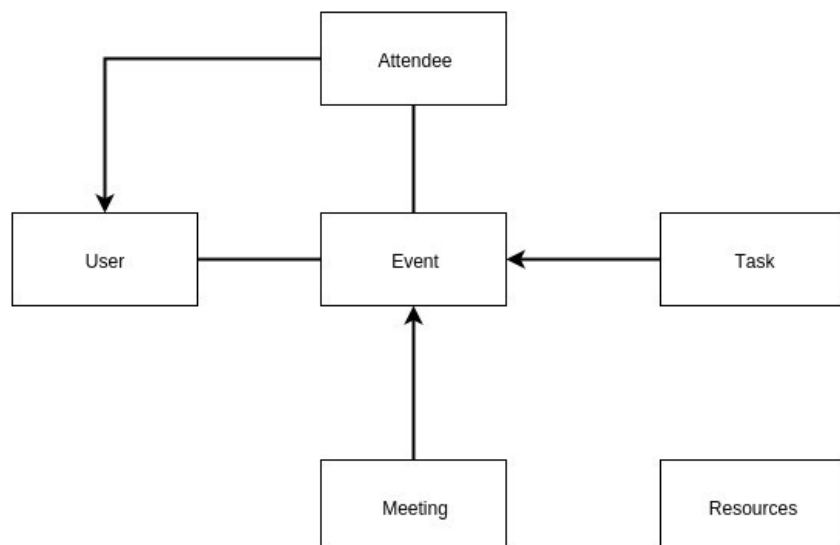 Attendee
User
Event
Task
Meeting
Resources